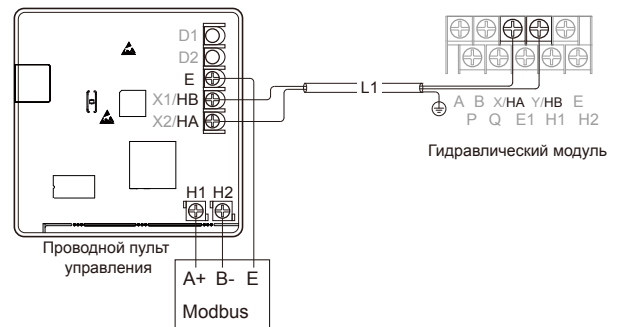 D1
D2
E
X1/HB
X2/HA
H1 H2
Проводной пульт
управления
A+ B- E
Modbus
L1
A B X/HA Y/HB E
P Q E1 H1 H2
Гидравлический модуль